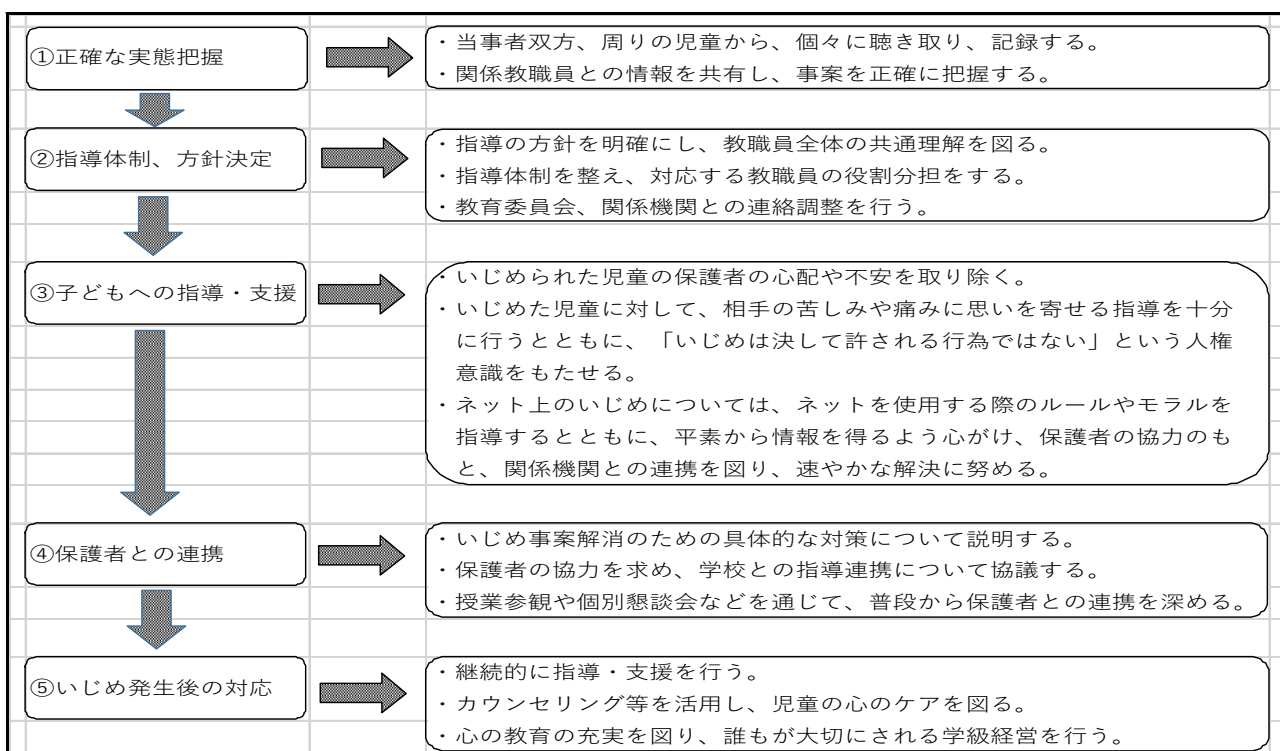 ①正確な実態把握
・当事者双方、周りの児童から、個々に聴き取り、記録する。
・関係教職員との情報を共有し、事案を正確に把握する。
②指導体制、方針決定
・指導の方針を明確にし、教職員全体の共通理解を図る。
・指導体制を整え、対応する教職員の役割分担をする。
・教育委員会、関係機関との連絡調整を行う。
③子どもへの指導・支援
・いじめられた児童の保護者の心配や不安を取り除く。
・いじめた児童に対して、相手の苦しみや痛みに思いを寄せる指導を十分
に行うとともに、「いじめは決して許される行為ではない」という人権
意識をもたせる。
・ネット上のいじめについては、ネットを使用する際のルールやモラルを
指導するとともに、平素から情報を得るよう心がけ、保護者の協力のも
と、関係機関との連携を図り、速やかな解決に努める。
④保護者との連携
・いじめ事案解消のための具体的な対策について説明する。
・保護者の協力を求め、学校との指導連携について協議する。
・授業参観や個別懇談会などを通じて、普段から保護者との連携を深める。
⑤いじめ発生後の対応
・継続的に指導・支援を行う。
・カウンセリング等を活用し、児童の心のケアを図る。
・心の教育の充実を図り、誰もが大切にされる学級経営を行う。